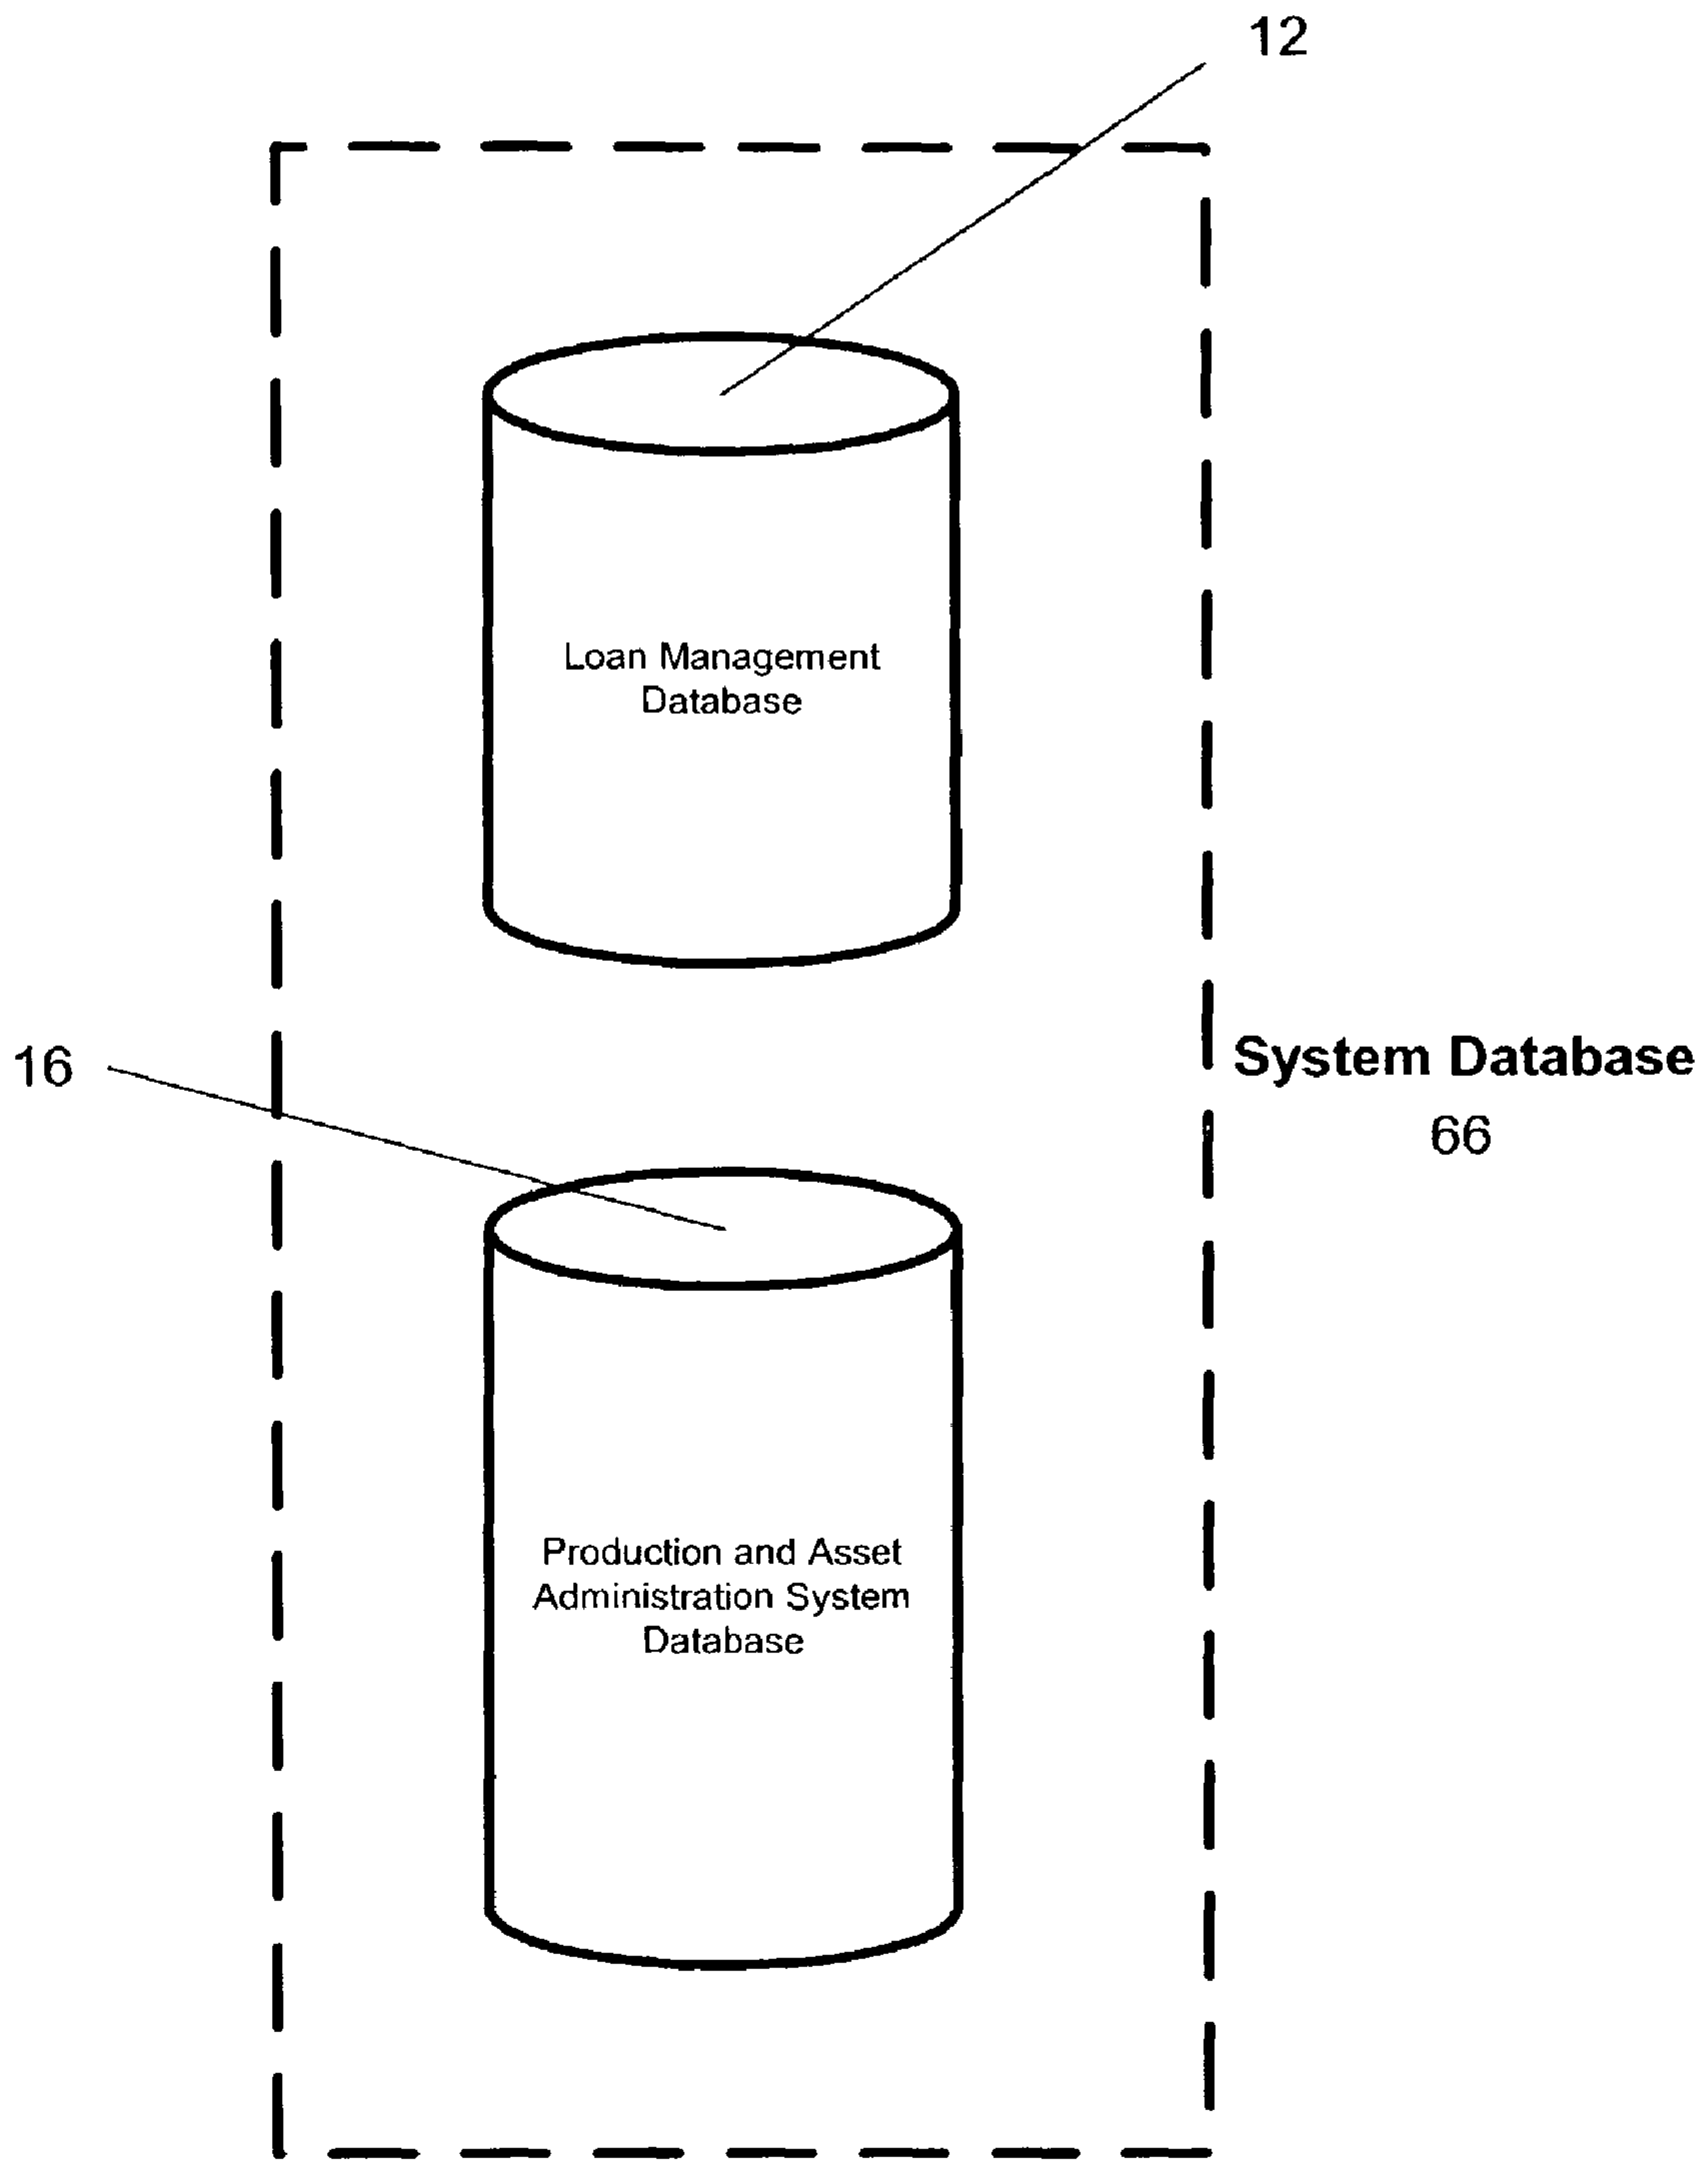 12
Loan Management
Database
16
System Database
66
Production and Asset
Administration System
Database